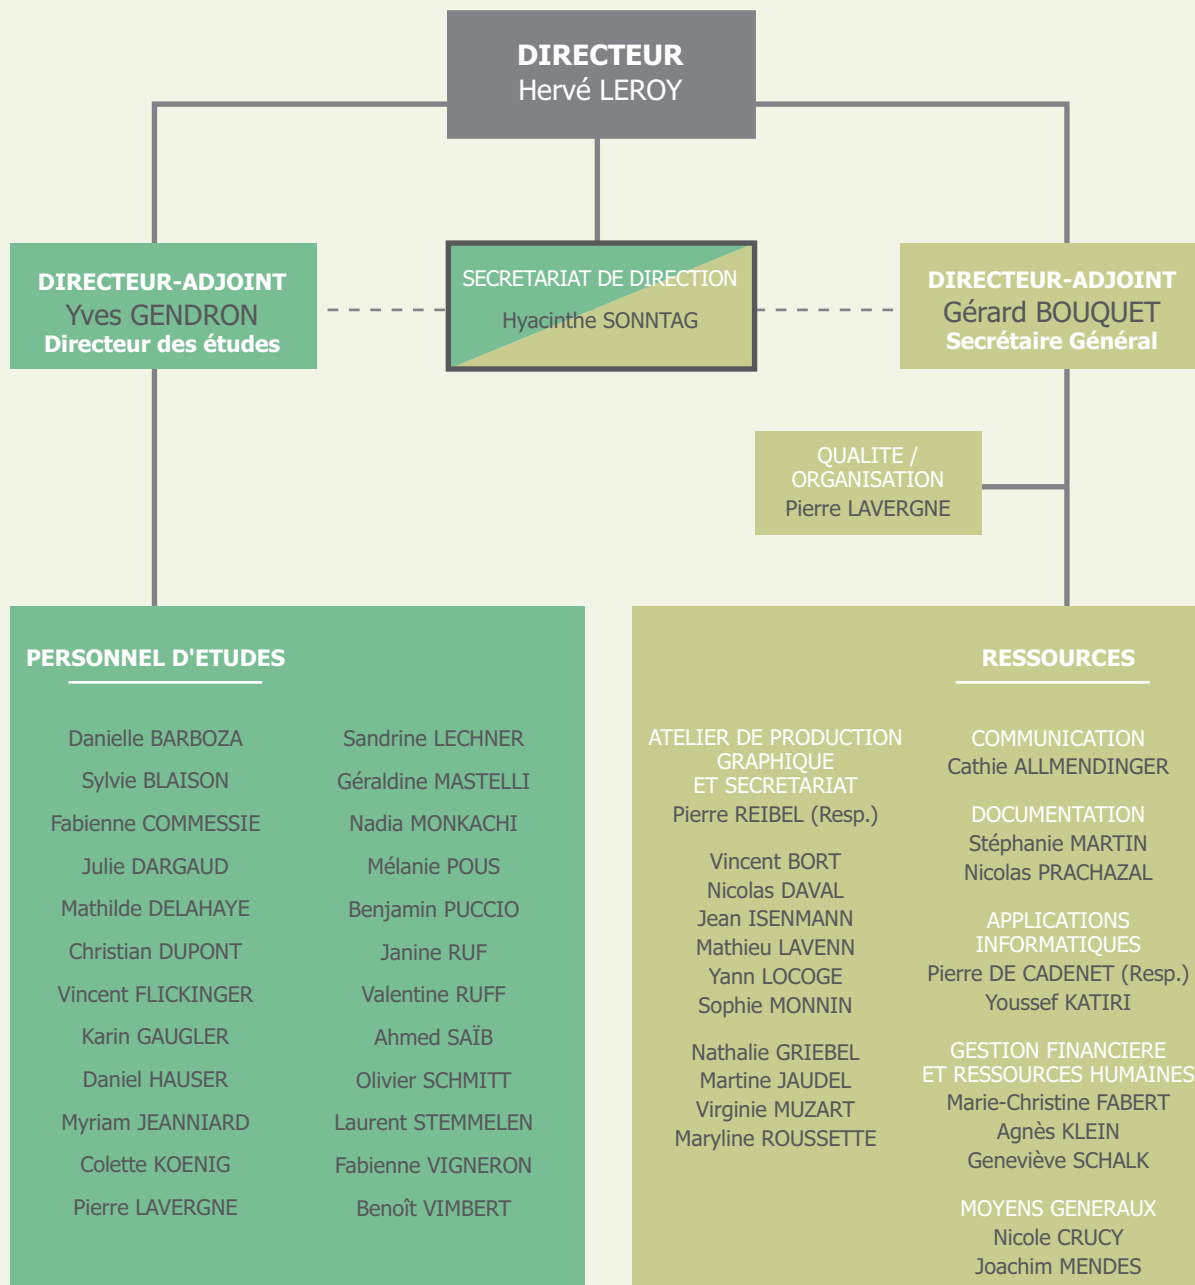 DIRECTEUR
Hervé LEROY
DIRECTEUR-ADJOINT
Yves GENDRON
Directeur des études
SECRETARIAT DE DIRECTION
Hyacinthe SONNTAG
DIRECTEUR-ADJOINT
Gérard BOUQUET
Secrétaire Général
QUALITE /
ORGANISATION
Pierre LAVERGNE
PERSONNEL D'ETUDES
Danielle BARBOZA
Sylvie BLAISON
Fabienne COMMESSIE
Julie DARGAUD
Mathilde DELAHAYE
Christian DUPONT
Vincent FLICKINGER
Karin GAUGLER
Daniel HAUSER
Myriam JEANNIARD
Colette KOENIG
Pierre LAVERGNE
Sandrine LECHNER
Géraldine MASTELLI
Nadia MONKACHI
Mélanie POUS
Benjamin PUCCIO
Janine RUF
Valentine RUFF
Ahmed SAÏB
Olivier SCHMITT
Laurent STEMMELEN
Fabienne VIGNERON
Benoît VIMBERT
RESSOURCES
ATELIER DE PRODUCTION
GRAPHIQUE
ET SECRETARIAT
Pierre REIBEL (Resp.)
Vincent BORT
Nicolas DAVAL
Jean ISENMANN
Mathieu LAVENN
Yann LOCOGE
Sophie MONNIN
Nathalie GRIEBEL
Martine JAUDEL
Virginie MUZART
Maryline ROUSSETTE
COMMUNICATION
Cathie ALLMENDINGER
DOCUMENTATION
Stéphanie MARTIN
Nicolas PRACHAZAL
APPLICATIONS
INFORMATIQUES
Pierre DE CADENET (Resp.)
Youssef KATIRI
GESTION FINANCIERE
ET RESSOURCES HUMAINES
Marie-Christine FABERT
Agnès KLEIN
Geneviève SCHALK
MOYENS GENERAUX
Nicole CRUCY
Joachim MENDES